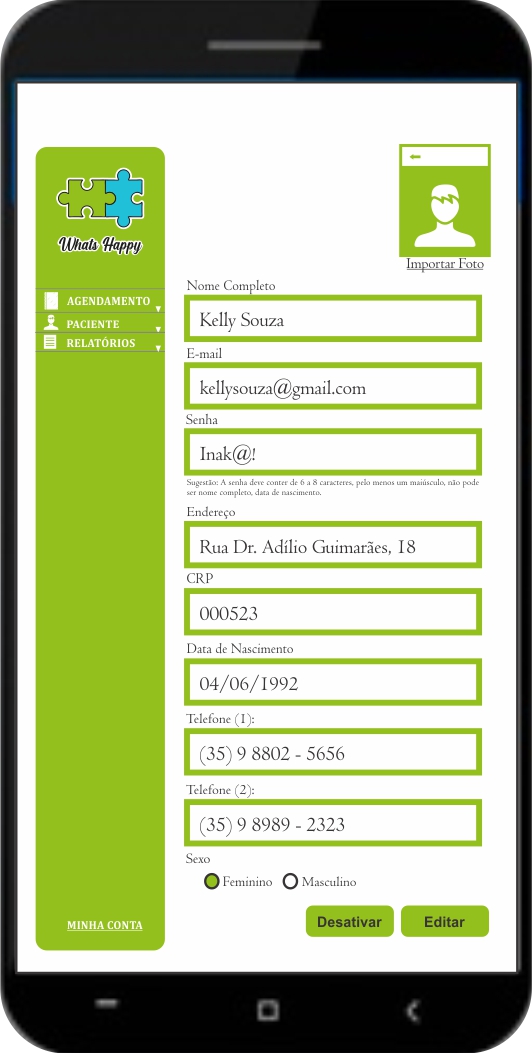 Whats Happy
AGENDAMENTO
PACIENTE
RELATÓRIOS
MINHA CONTA
Importar Foto
Nome Completo
Kelly Souza
E-mail
kellysouza@gmail.com
Senha
Inak@!
Sugestão: A senha deve conter de 6 a 8 caracteres, pelo menos um maiúsculo, não pode
ser nome completo, data de nascimento.
Endereço
Rua Dr. Adílio Guimarães, 18
CRP
000523
Data de Nascimento
04/06/1992
Telefone (1):
(35) 9 8802 - 5656
Telefone (2):
(35) 9 8989 - 2323
Sexo
Feminino Masculino
Desativar Editar